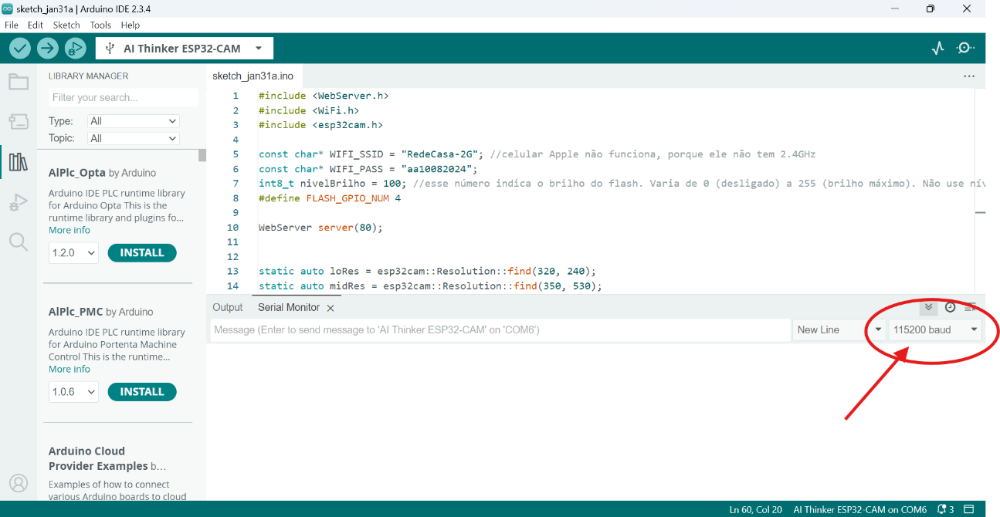 sketch_jan31a | Arduino IDE 2.3.4
File Edit Sketch Tools Help
AI Thinker ESP32-CAM
LIBRARY MANAGER
Filter your search...
Type: All
Topic: All
AlPlc_Opta by Arduino
Arduino IDE PLC runtime library
for Arduino Opta This is the
runtime library and plugins fo...
More info
1.2.0 INSTALL
AlPlc_PMC by Arduino
Arduino IDE PLC runtime library
for Arduino Portenta Machine
Control This is the runtime...
More info
1.0.6 INSTALL
Arduino Cloud
Provider Examples b...
Examples of how to connect
various Arduino boards to cloud
sketch_jan31a.ino
1 #include <WebServer.h>
2 #include <WiFi.h>
3 #include <esp32cam.h>
4
5 const char* WIFI_SSID = "RedeCasa-2G"; //celular Apple não funciona, porque ele não tem 2.4GHz
6 const char* WIFI_PASS = "aa10082024";
7 int8_t nivelBrilho = 100; //esse número indica o brilho do flash. Varia de 0 (desligado) a 255 (brilho máximo). Não use nív
8 #define FLASH_GPIO_NUM 4
9
10 WebServer server(80);
11
12
13 static auto loRes = esp32cam::Resolution::find(320, 240);
14 static auto midRes = esp32cam::Resolution::find(350, 530);
Output Serial Monitor
Message (Enter to send message to 'AI Thinker ESP32-CAM' on 'COM6')
New Line
115200 baud
Ln 60, Col 20 AI Thinker ESP32-CAM on COM6 3